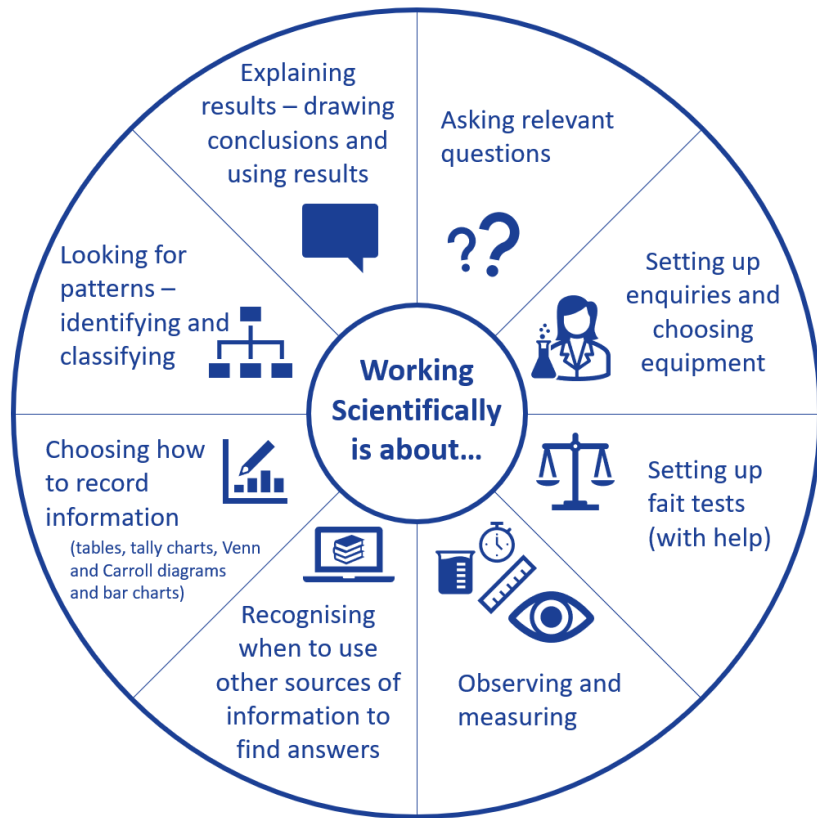 Working
Scientifically
is about...
Asking relevant
questions
Setting up
enquiries and
choosing
equipment
Setting up
fait tests
(with help)
Observing and
measuring
Recognising
when to use
other sources of
information to
find answers
Choosing how
to record
information
(tables, tally charts, Venn
and Carroll diagrams
and bar charts)
Looking for
patterns –
identifying and
classifying
Explaining
results – drawing
conclusions and
using results
??